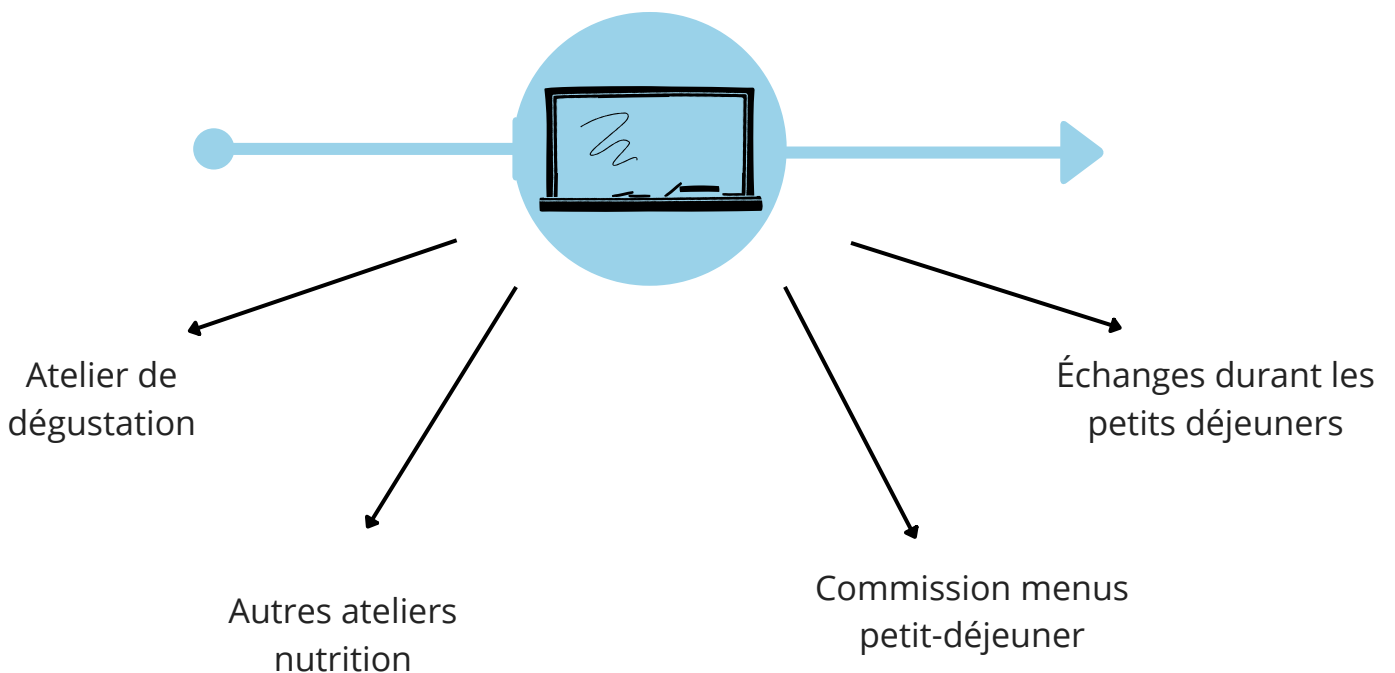 Atelier de
dégustation
Autres ateliers
nutrition
Commission menus
petit-déjeuner
Échanges durant les
petits déjeuners